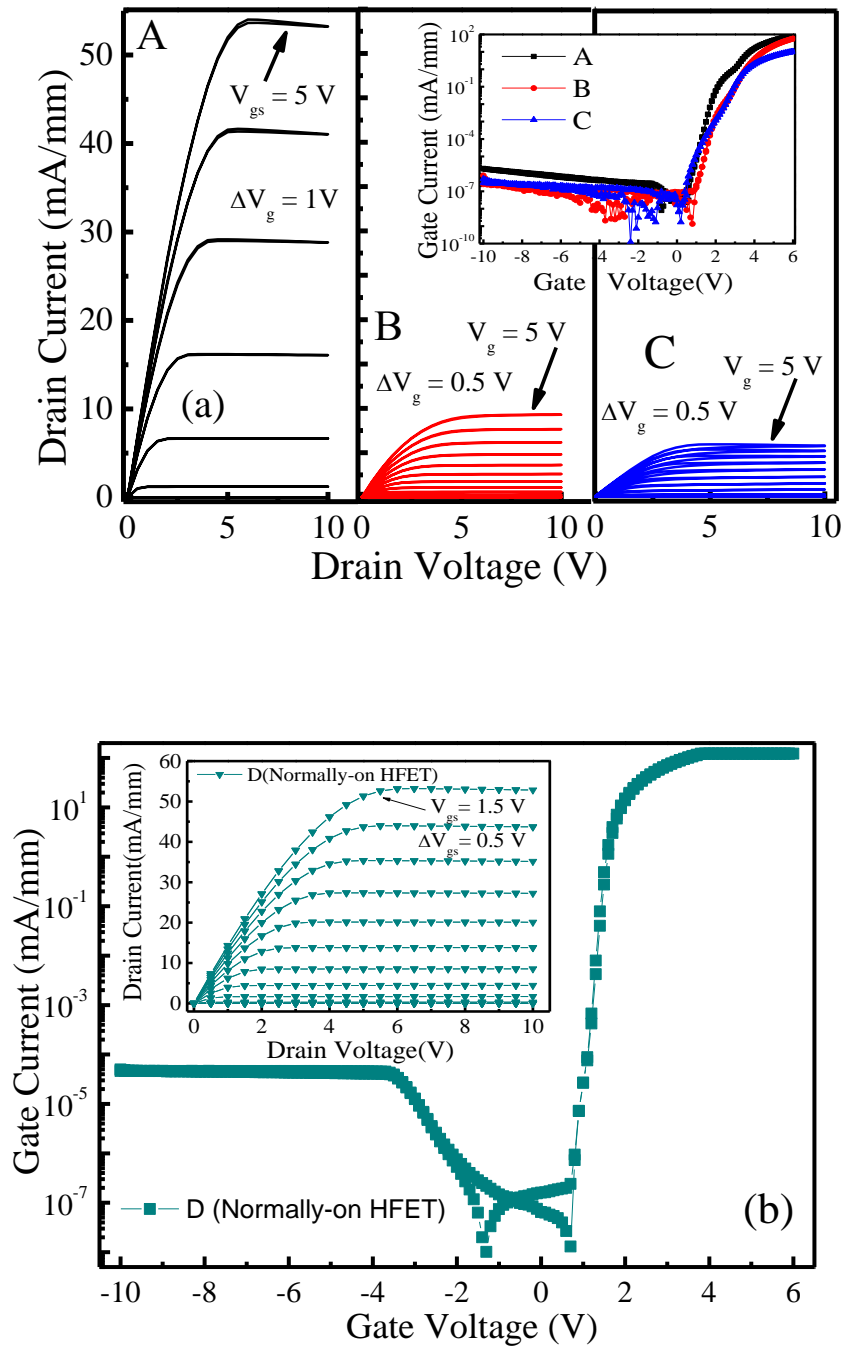 A
B
C
(a)
V_gs = 5 V
ΔV_g = 1V
V_g = 5 V
ΔV_g = 0.5 V
V_g = 5 V
ΔV_g = 0.5 V
Drain Current (mA/mm)
50
40
30
20
10
0
0 5 10 0 5 10 0 5 10
Drain Voltage (V)
Gate Current (mA/mm)
10^2
10^-1
10^-4
10^-7
10^-10
A
B
C
-10 -8 -6 -4 -2 0 2 4 6
Gate Voltage(V)
Gate Current (mA/mm)
10^1
10^-1
10^-3
10^-5
10^-7
Drain Current(mA/mm)
60
50
40
30
20
10
0
D(Normally-on HFET)
V_gs = 1.5 V
ΔV_gs = 0.5 V
0 2 4 6 8 10
Drain Voltage(V)
D (Normally-on HFET)
(b)
-10 -8 -6 -4 -2 0 2 4 6
Gate Voltage (V)